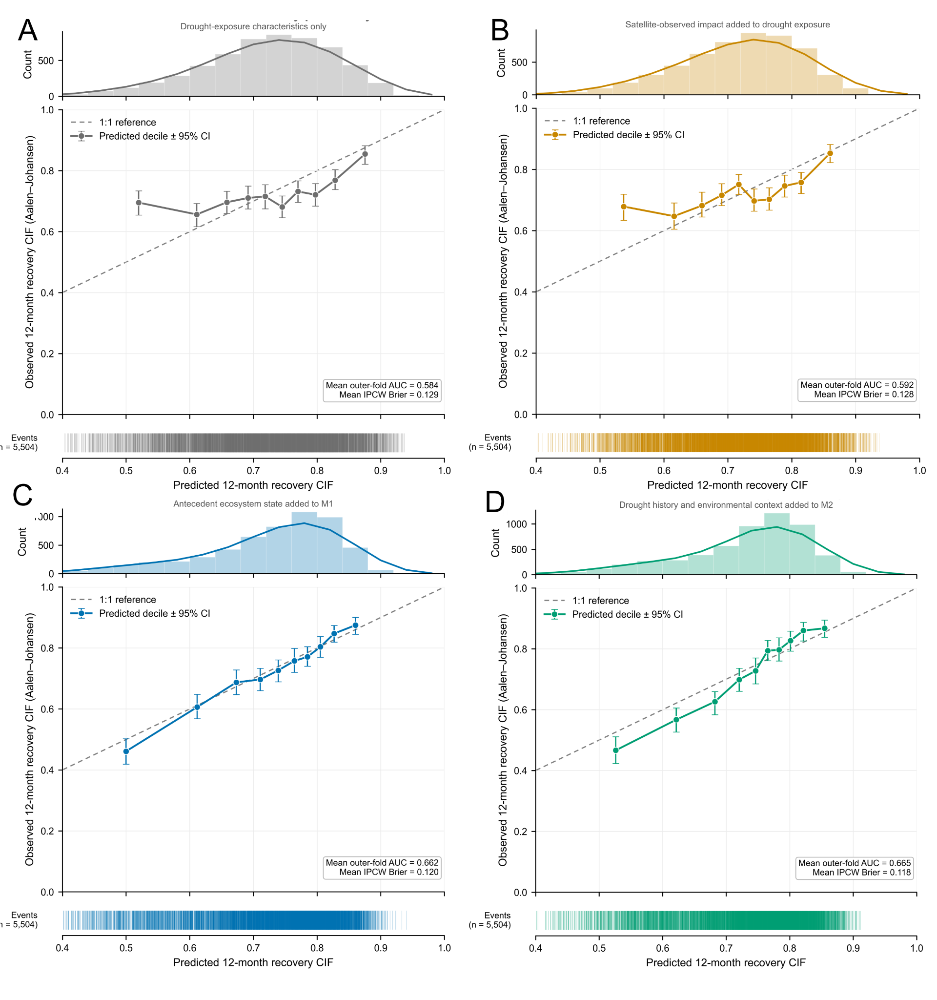 A
Drought-exposure characteristics only
Count
500
0
1.0
0.8
0.6
0.4
0.2
0.0
Observed 12-month recovery CIF (Aalen–Johansen)
1:1 reference
Predicted decile ± 95% CI
Mean outer-fold AUC = 0.584
Mean IPCW Brier = 0.129
Events
n = 5,504)
0.4 0.5 0.6 0.7 0.8 0.9 1.0
Predicted 12-month recovery CIF
B
Satellite-observed impact added to drought exposure
Count
500
0
1.0
0.8
0.6
0.4
0.2
0.0
Observed 12-month recovery CIF (Aalen–Johansen)
1:1 reference
Predicted decile ± 95% CI
Mean outer-fold AUC = 0.592
Mean IPCW Brier = 0.128
Events
(n = 5,504)
0.4 0.5 0.6 0.7 0.8 0.9 1.0
Predicted 12-month recovery CIF
C
Antecedent ecosystem state added to M1
Count
000
500
0
1.0
0.8
0.6
0.4
0.2
0.0
Observed 12-month recovery CIF (Aalen–Johansen)
1:1 reference
Predicted decile ± 95% CI
Mean outer-fold AUC = 0.662
Mean IPCW Brier = 0.120
Events
n = 5,504)
0.4 0.5 0.6 0.7 0.8 0.9 1.0
Predicted 12-month recovery CIF
D
Drought history and environmental context added to M2
Count
1000
500
0
1.0
0.8
0.6
0.4
0.2
0.0
Observed 12-month recovery CIF (Aalen–Johansen)
1:1 reference
Predicted decile ± 95% CI
Mean outer-fold AUC = 0.665
Mean IPCW Brier = 0.118
Events
(n = 5,504)
0.4 0.5 0.6 0.7 0.8 0.9 1.0
Predicted 12-month recovery CIF